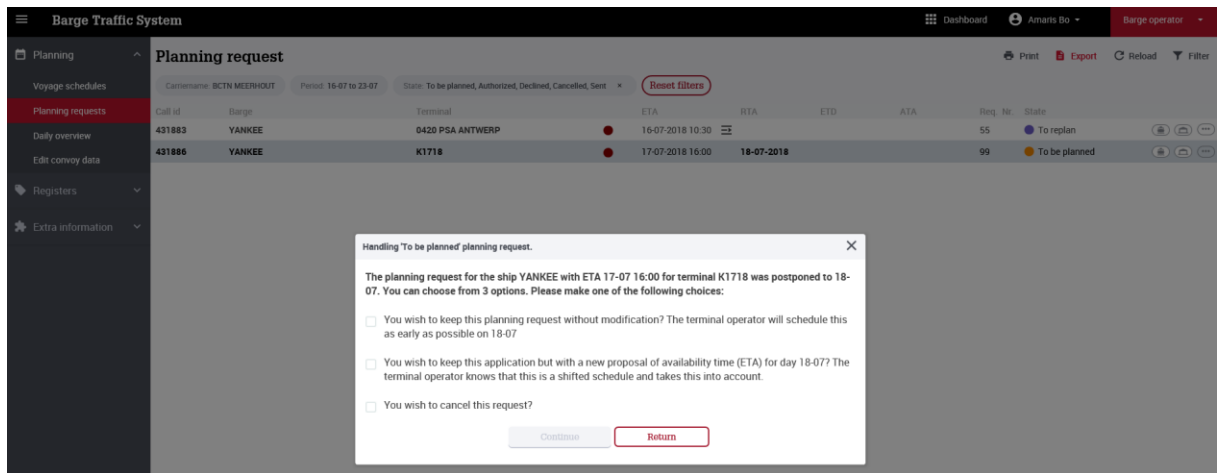 Barge Traffic System
Dashboard
Amaris Bo
Barge operator
Planning
Voyage schedules
Planning requests
Daily overview
Edit convoy data
Registers
Extra information
Planning request
Print
Export
Reload
Filter
Carriername: BCTN MEERHOUT
Period: 16-07 to 23-07
State: To be planned, Authorized, Declined, Cancelled, Sent ×
Reset filters
Call id Barge Terminal ETA RTA ETD ATA Req. Nr. State
431883 YANKEE 0420 PSA ANTWERP 16-07-2018 10:30 55 To replan
431886 YANKEE K1718 17-07-2018 16:00 18-07-2018 99 To be planned
Handling 'To be planned' planning request.
The planning request for the ship YANKEE with ETA 17-07 16:00 for terminal K1718 was postponed to 18-
07. You can choose from 3 options. Please make one of the following choices:
You wish to keep this planning request without modification? The terminal operator will schedule this
as early as possible on 18-07
You wish to keep this application but with a new proposal of availability time (ETA) for day 18-07? The
terminal operator knows that this is a shifted schedule and takes this into account.
You wish to cancel this request?
Continue
Return